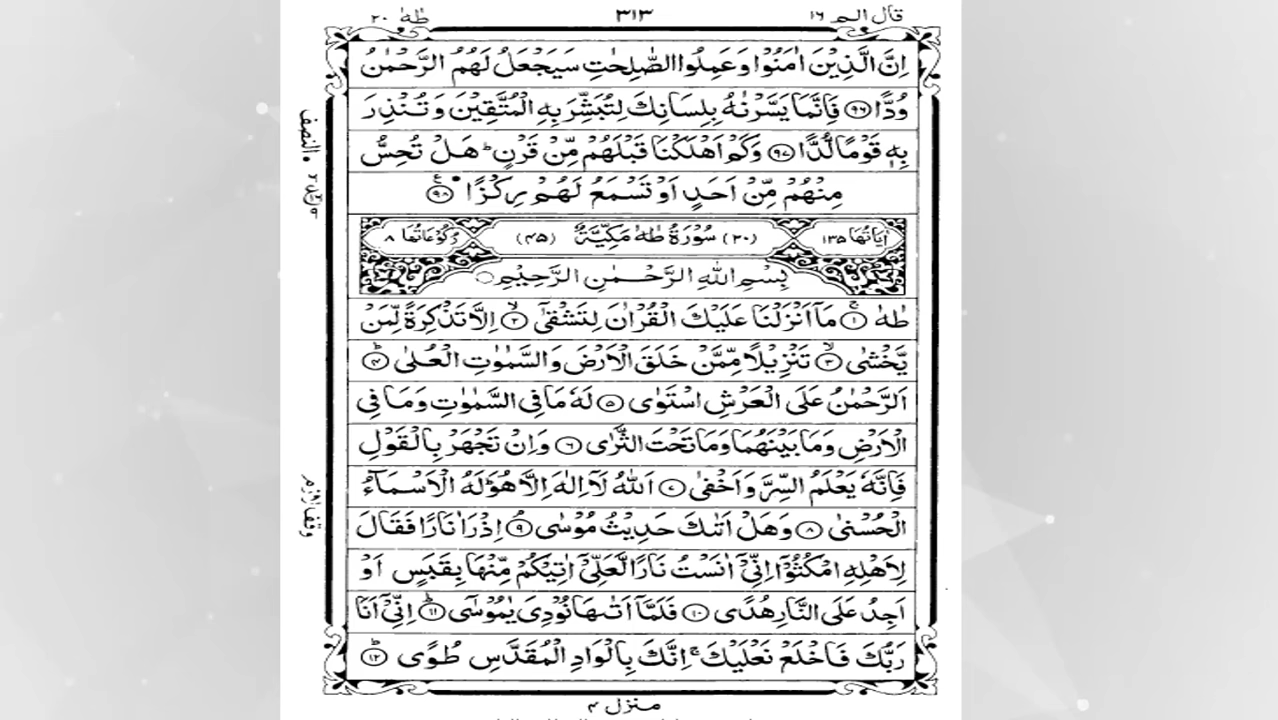 قال الم ١٦ ٣١٣ طٰهٰ ٢٠
اِنَّ الَّذِيْنَ اٰمَنُوْا وَعَمِلُوا الصّٰلِحٰتِ سَيَجْعَلُ لَهُمُ الرَّحْمٰنُ
وُدًّا ﴿٩٦﴾ فَاِنَّمَا يَسَّرْنٰهُ بِلِسَانِكَ لِتُبَشِّرَ بِهِ الْمُتَّقِيْنَ وَتُنْذِرَ
بِهٖ قَوْمًا لُّدًّا ﴿٩٧﴾ وَكَمْ اَهْلَكْنَا قَبْلَهُمْ مِّنْ قَرْنٍ ؕ هَلْ تُحِسُّ
مِنْهُمْ مِّنْ اَحَدٍ اَوْ تَسْمَعُ لَهُمْ رِكْزًا ﴿٩٨﴾
اٰيَاتُهَا ١٣٥ (٢٠) سُوْرَةُ طٰهٰ مَكِّيَّةٌ (٤٥) رُكُوْعَاتُهَا ٨
بِسْمِ اللّٰهِ الرَّحْمٰنِ الرَّحِيْمِ
طٰهٰ ﴿١﴾ مَاۤ اَنْزَلْنَا عَلَيْكَ الْقُرْاٰنَ لِتَشْقٰۤى ﴿٢﴾ اِلَّا تَذْكِرَةً لِّمَنْ
يَّخْشٰى ﴿٣﴾ تَنْزِيْلًا مِّمَّنْ خَلَقَ الْاَرْضَ وَالسَّمٰوٰتِ الْعُلٰى ﴿٤﴾
اَلرَّحْمٰنُ عَلَى الْعَرْشِ اسْتَوٰى ﴿٥﴾ لَهٗ مَا فِي السَّمٰوٰتِ وَمَا فِي
الْاَرْضِ وَمَا بَيْنَهُمَا وَمَا تَحْتَ الثَّرٰى ﴿٦﴾ وَاِنْ تَجْهَرْ بِالْقَوْلِ
فَاِنَّهٗ يَعْلَمُ السِّرَّ وَاَخْفٰى ﴿٧﴾ اَللّٰهُ لَاۤ اِلٰهَ اِلَّا هُوَ ؕ لَهُ الْاَسْمَآءُ
الْحُسْنٰى ﴿٨﴾ وَهَلْ اَتٰىكَ حَدِيْثُ مُوْسٰى ﴿٩﴾ اِذْ رَاٰ نَارًا فَقَالَ
لِاَهْلِهِ امْكُثُوْۤا اِنِّيْۤ اٰنَسْتُ نَارًا لَّعَلِّيْۤ اٰتِيْكُمْ مِّنْهَا بِقَبَسٍ اَوْ
اَجِدُ عَلَى النَّارِ هُدًى ﴿١٠﴾ فَلَمَّاۤ اَتٰىهَا نُوْدِيَ يٰمُوْسٰى ﴿١١﴾ اِنِّيْۤ اَنَا
رَبُّكَ فَاخْلَعْ نَعْلَيْكَ ۚ اِنَّكَ بِالْوَادِ الْمُقَدَّسِ طُوًى ﴿١٢﴾
منزل ٤